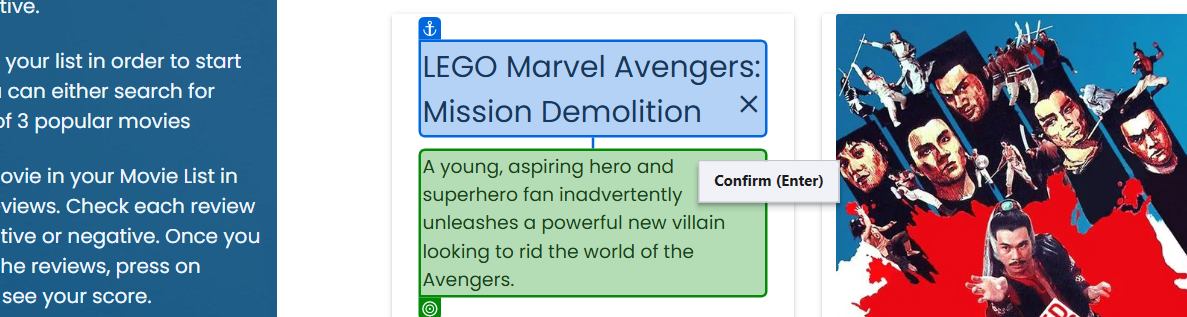 tive.
your list in order to start
can either search for
of 3 popular movies
ovie in your Movie List in
views. Check each review
tive or negative. Once you
he reviews, press on
see your score.
LEGO Marvel Avengers:
Mission Demolition
A young, aspiring hero and
superhero fan inadvertently
unleashes a powerful new villain
looking to rid the world of the
Avengers.
Confirm (Enter)